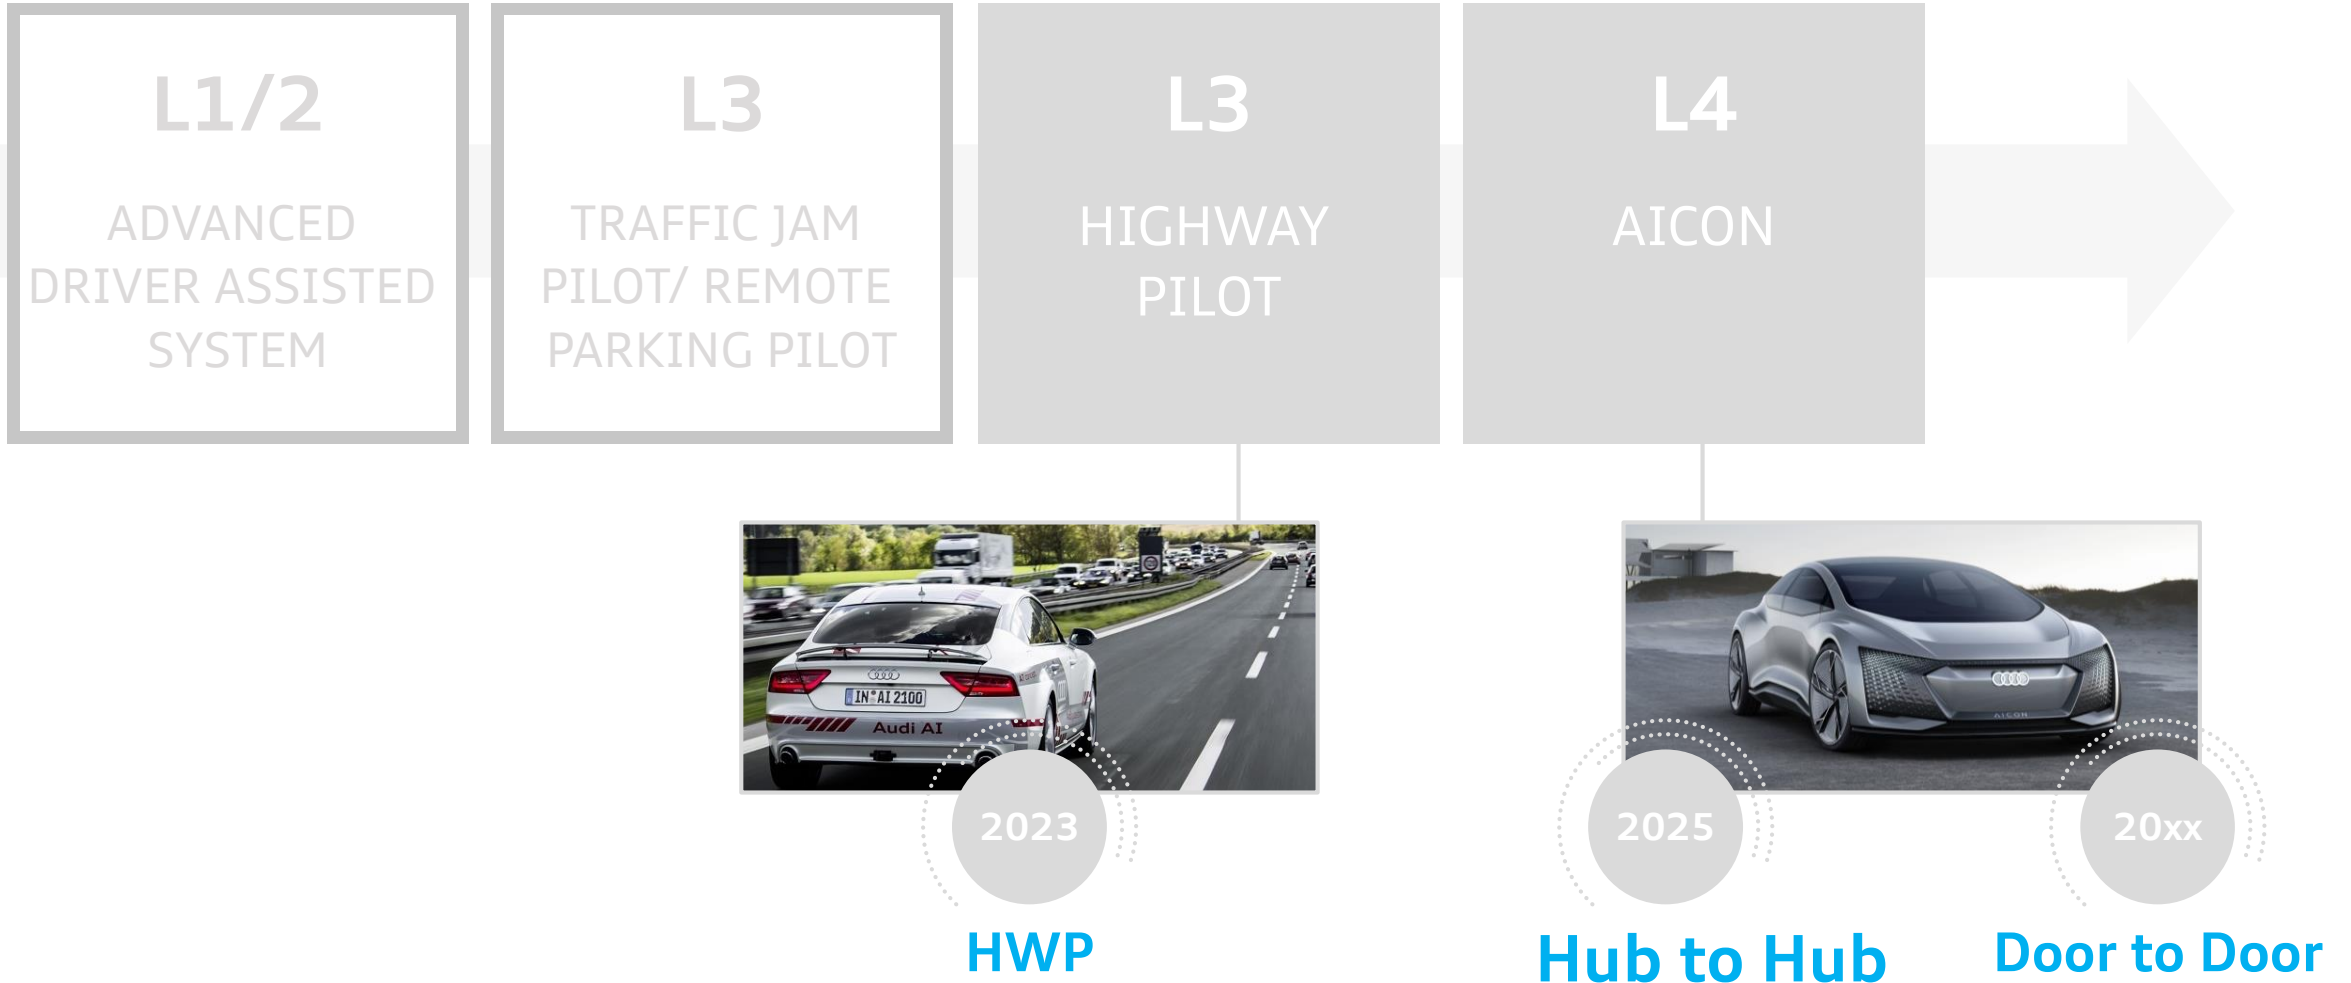 L1/2
ADVANCED
DRIVER ASSISTED
SYSTEM
L3
TRAFFIC JAM
PILOT/ REMOTE
PARKING PILOT
L3
HIGHWAY
PILOT
L4
AICON
IN AI 2100
Audi AI
AICON
2023
2025
20xx
HWP
Hub to Hub
Door to Door